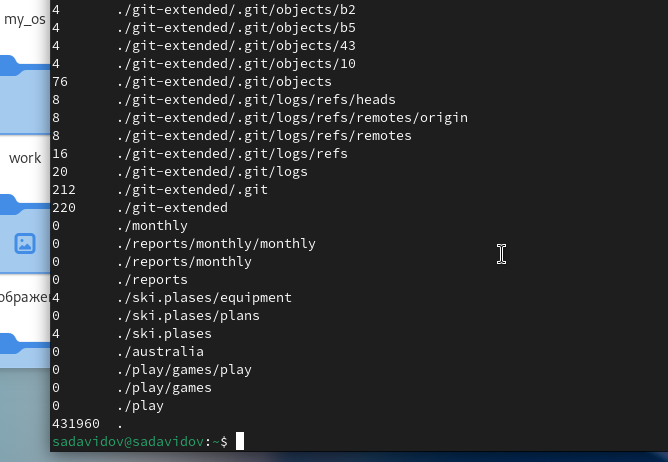 my_os
work
ображе
4 ./git-extended/.git/objects/b2
4 ./git-extended/.git/objects/b5
4 ./git-extended/.git/objects/43
4 ./git-extended/.git/objects/10
76 ./git-extended/.git/objects
8 ./git-extended/.git/logs/refs/heads
8 ./git-extended/.git/logs/refs/remotes/origin
8 ./git-extended/.git/logs/refs/remotes
16 ./git-extended/.git/logs/refs
20 ./git-extended/.git/logs
212 ./git-extended/.git
220 ./git-extended
0 ./monthly
0 ./reports/monthly/monthly
0 ./reports/monthly
0 ./reports
4 ./ski.plases/equipment
0 ./ski.plases/plans
4 ./ski.plases
0 ./australia
0 ./play/games/play
0 ./play/games
0 ./play
431960 .
sadavidov@sadavidov:~$